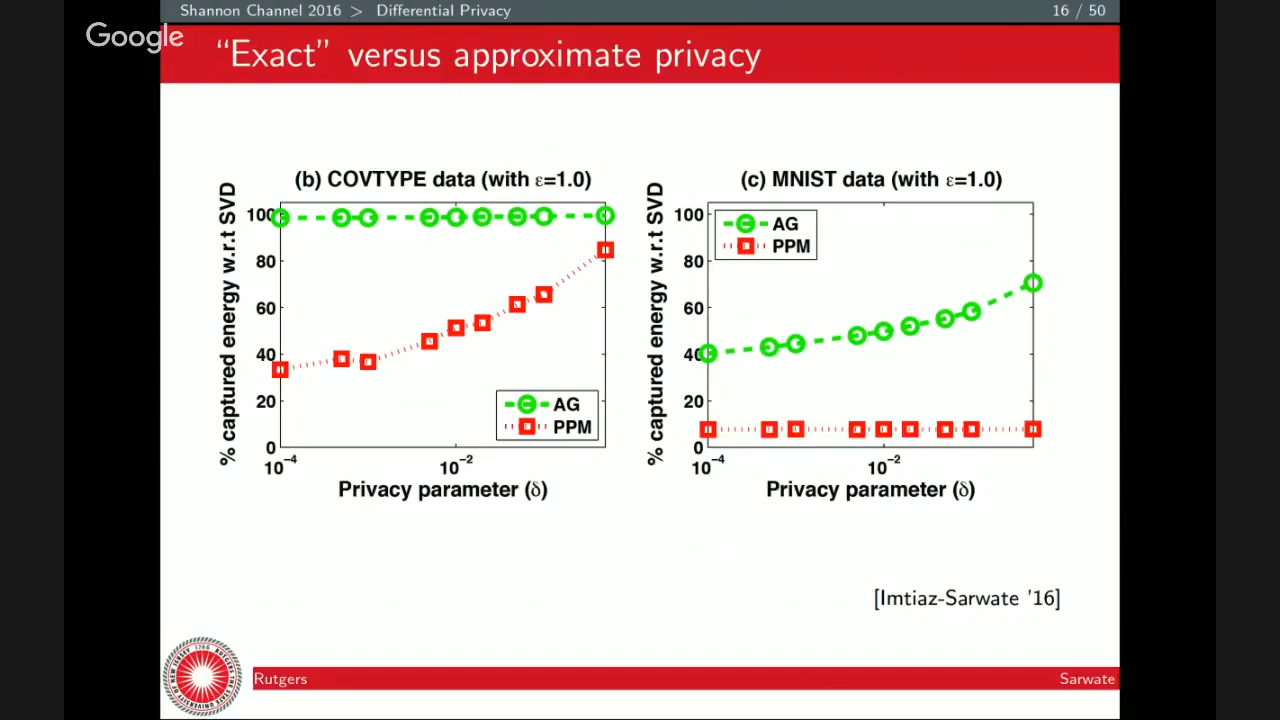 Shannon Channel 2016 > Differential Privacy
16 / 50
Google
“Exact” versus approximate privacy
(b) COVTYPE data (with ε=1.0)
% captured energy w.r.t SVD
100
80
60
40
20
0
10⁻⁴
10⁻²
Privacy parameter (δ)
AG
PPM
(c) MNIST data (with ε=1.0)
% captured energy w.r.t SVD
100
80
60
40
20
0
10⁻⁴
10⁻²
Privacy parameter (δ)
AG
PPM
[Imtiaz-Sarwate ’16]
Rutgers
Sarwate